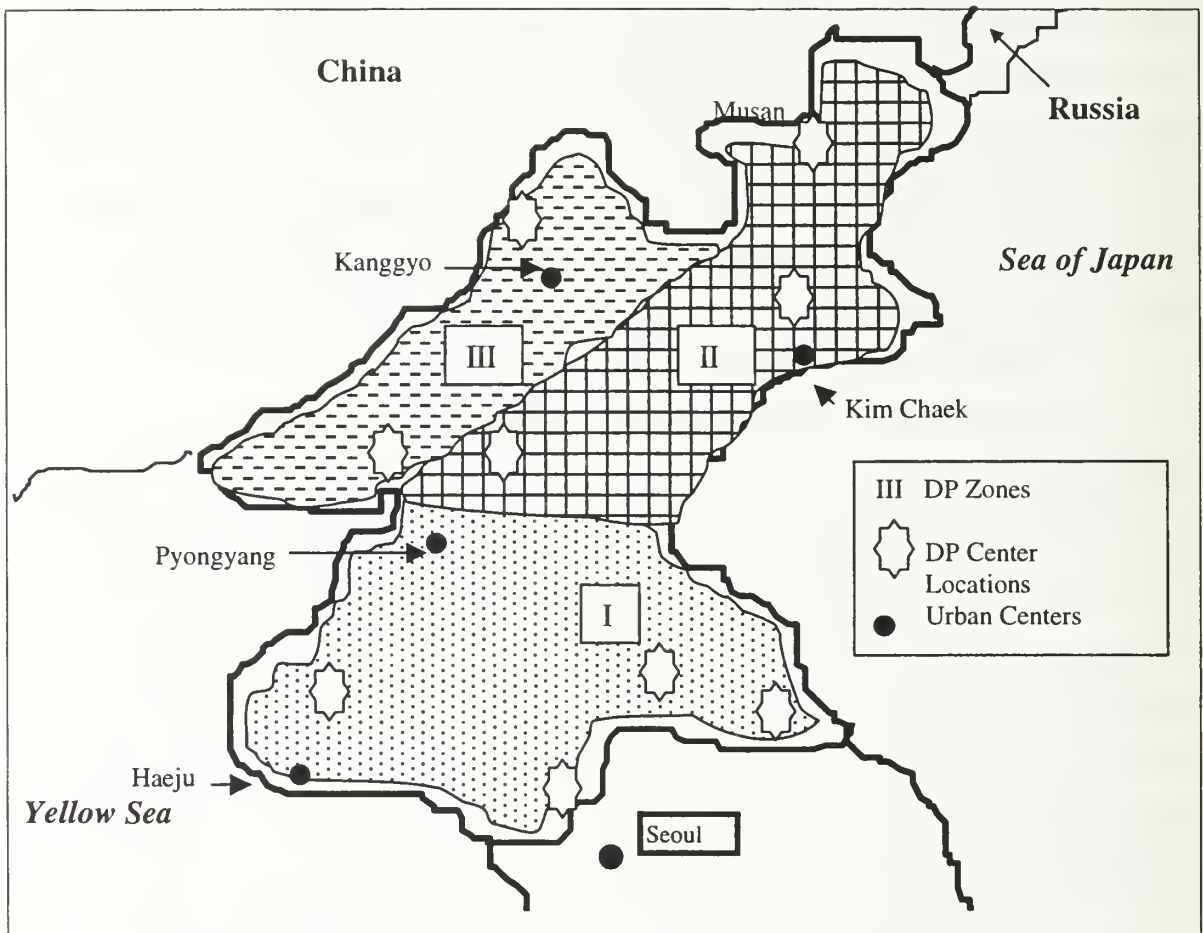 China
Musan
Russia
Kanggyo
Sea of Japan
III
II
Kim Chaek
III DP Zones
DP Center
Locations
Urban Centers
Pyongyang
I
Haeju
Yellow Sea
Seoul